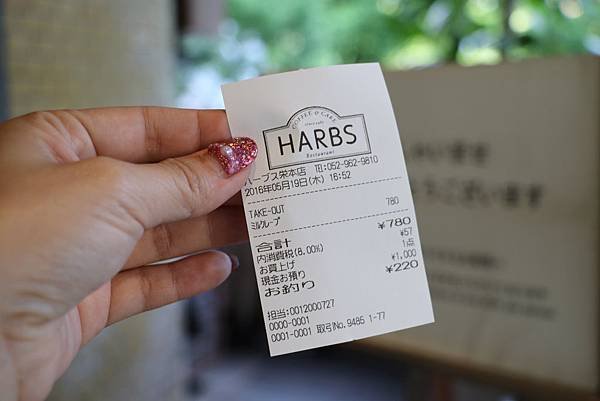 COFFEE & CAKE
HARBS
Restaurant
ハーブス栄本店 TEL:052-962-9810
2016年05月19日(木) 16:52
TAKE-OUT 780
ミルクレープ
合計 ¥780
内消費税(8.00%) ¥57
お買上げ 1点
現金お預り ¥1,000
お釣り ¥220
担当:0012000727
0000-0001
0001-0001 取引No.9485 1-77